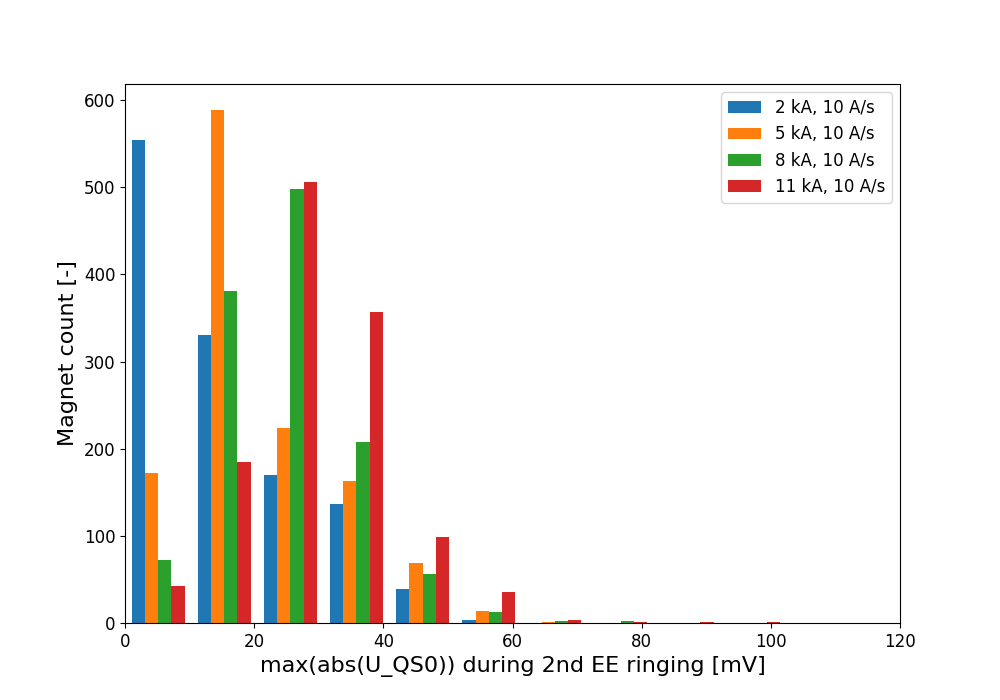 600
500
400
300
200
100
0
0 20 40 60 80 100 120
Magnet count [-]
max(abs(U_QS0)) during 2nd EE ringing [mV]
2 kA, 10 A/s
5 kA, 10 A/s
8 kA, 10 A/s
11 kA, 10 A/s